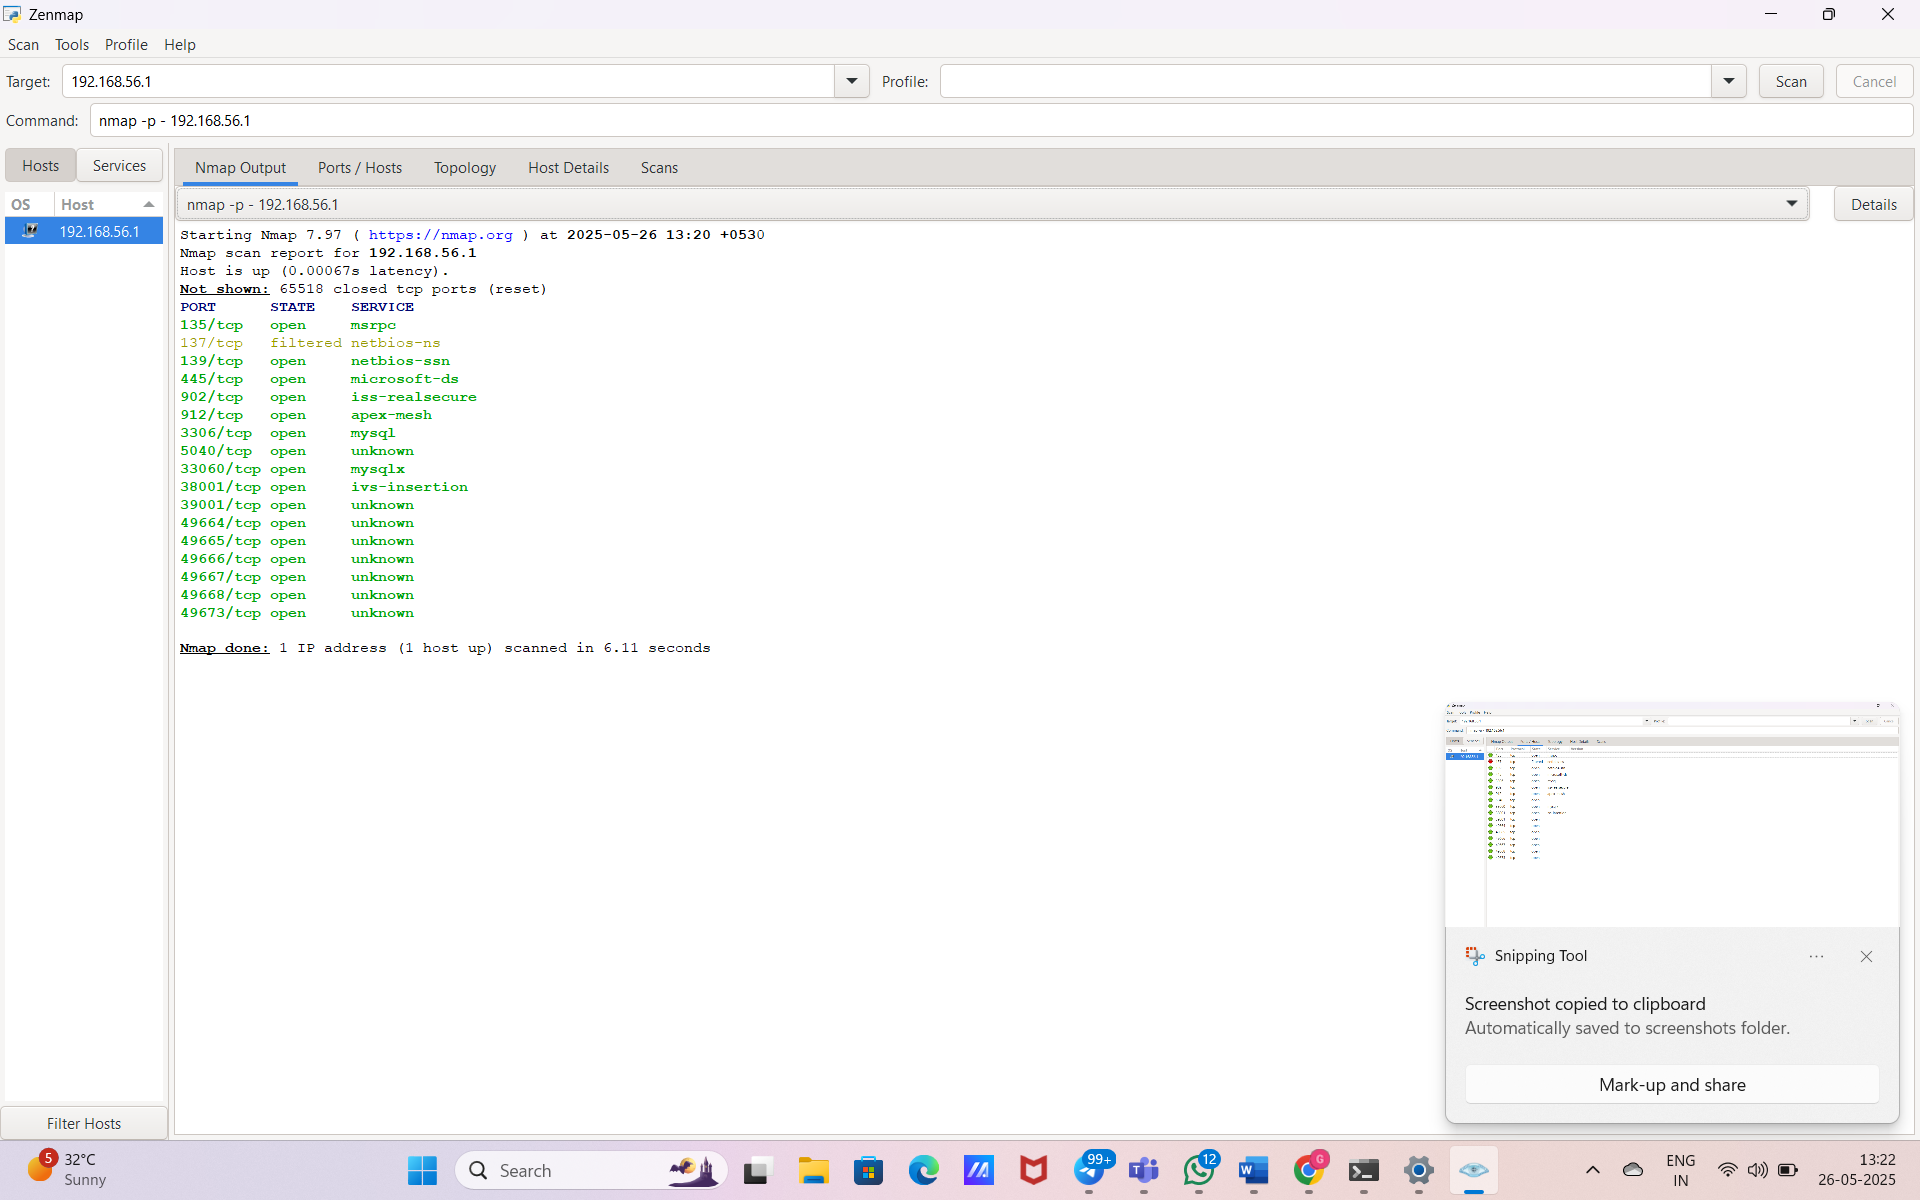 Zenmap
Scan Tools Profile Help
Target: 192.168.56.1 Profile: Scan Cancel
Command: nmap -p - 192.168.56.1
Hosts Services Nmap Output Ports / Hosts Topology Host Details Scans
OS Host nmap -p - 192.168.56.1 Details
192.168.56.1
Starting Nmap 7.97 ( https://nmap.org ) at 2025-05-26 13:20 +0530
Nmap scan report for 192.168.56.1
Host is up (0.00067s latency).
Not shown: 65518 closed tcp ports (reset)
PORT STATE SERVICE
135/tcp open msrpc
137/tcp filtered netbios-ns
139/tcp open netbios-ssn
445/tcp open microsoft-ds
902/tcp open iss-realsecure
912/tcp open apex-mesh
3306/tcp open mysql
5040/tcp open unknown
33060/tcp open mysqlx
38001/tcp open ivs-insertion
39001/tcp open unknown
49664/tcp open unknown
49665/tcp open unknown
49666/tcp open unknown
49667/tcp open unknown
49668/tcp open unknown
49673/tcp open unknown
Nmap done: 1 IP address (1 host up) scanned in 6.11 seconds
Snipping Tool
Screenshot copied to clipboard
Automatically saved to screenshots folder.
Mark-up and share
Filter Hosts
5 32°C
Sunny
Search
99+
12
G
ENG
IN
13:22
26-05-2025